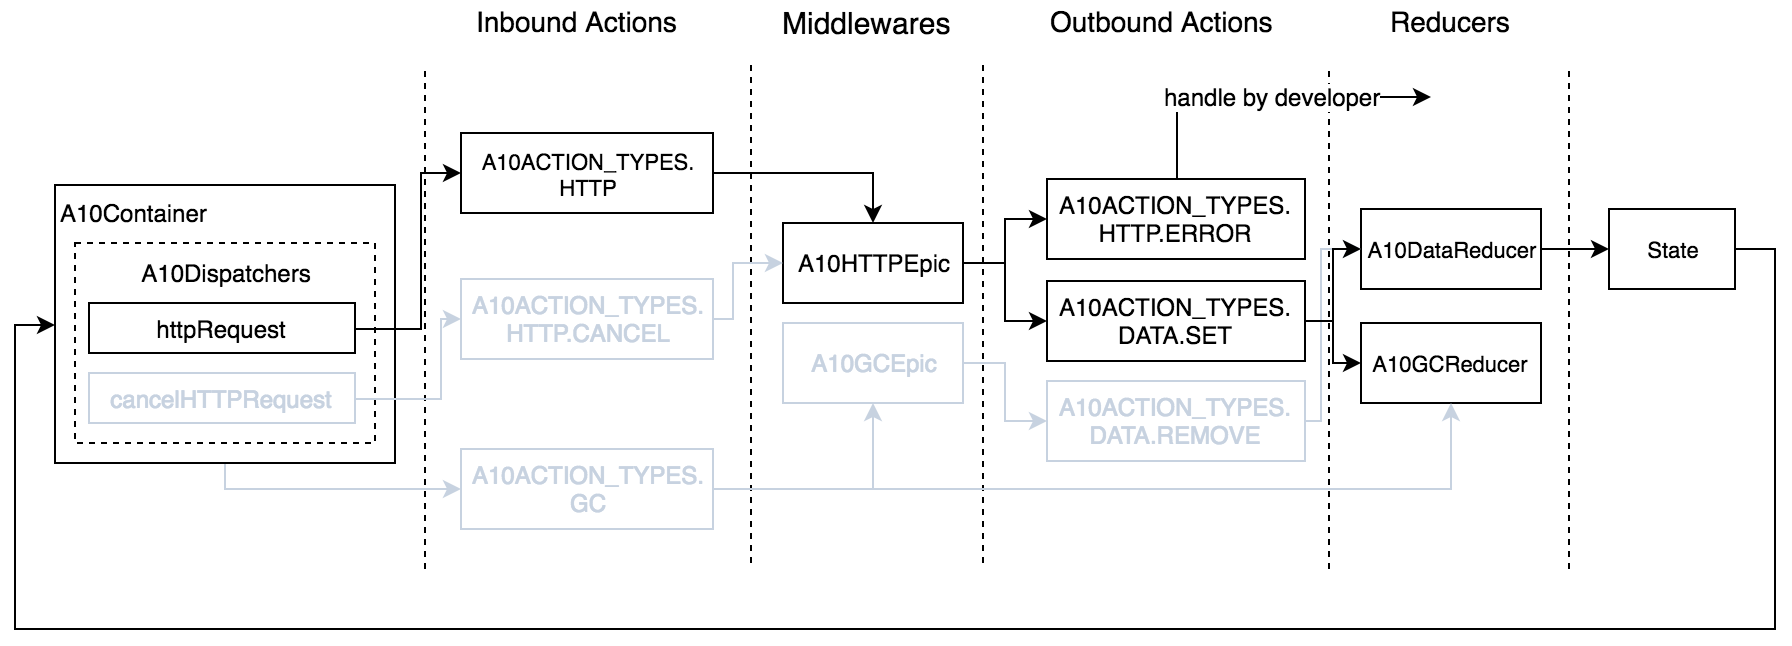 Inbound Actions
Middlewares
Outbound Actions
Reducers
handle by developer
A10Container
A10Dispatchers
httpRequest
cancelHTTPRequest
A10ACTION_TYPES.
HTTP
A10ACTION_TYPES.
HTTP.CANCEL
A10ACTION_TYPES.
GC
A10HTTPEpic
A10GCEpic
A10ACTION_TYPES.
HTTP.ERROR
A10ACTION_TYPES.
DATA.SET
A10ACTION_TYPES.
DATA.REMOVE
A10DataReducer
A10GCReducer
State